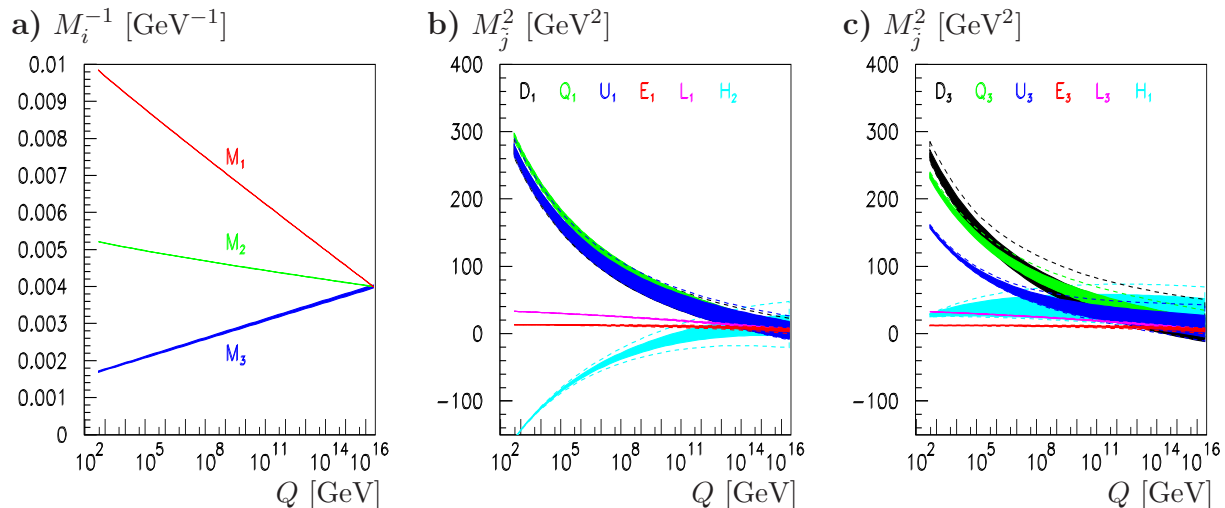 a) M_i^{-1} [GeV^{-1}]
0.01
0.009
0.008
0.007
0.006
0.005
0.004
0.003
0.002
0.001
0
M_1
M_2
M_3
10^2 10^5 10^8 10^11 10^14 10^16
Q [GeV]
b) M_{\tilde{j}}^2 [GeV^2]
400
300
200
100
0
−100
D_1 Q_1 U_1 E_1 L_1 H_2
10^2 10^5 10^8 10^11 10^14 10^16
Q [GeV]
c) M_{\tilde{j}}^2 [GeV^2]
400
300
200
100
0
−100
D_3 Q_3 U_3 E_3 L_3 H_1
10^2 10^5 10^8 10^11 10^14 10^16
Q [GeV]